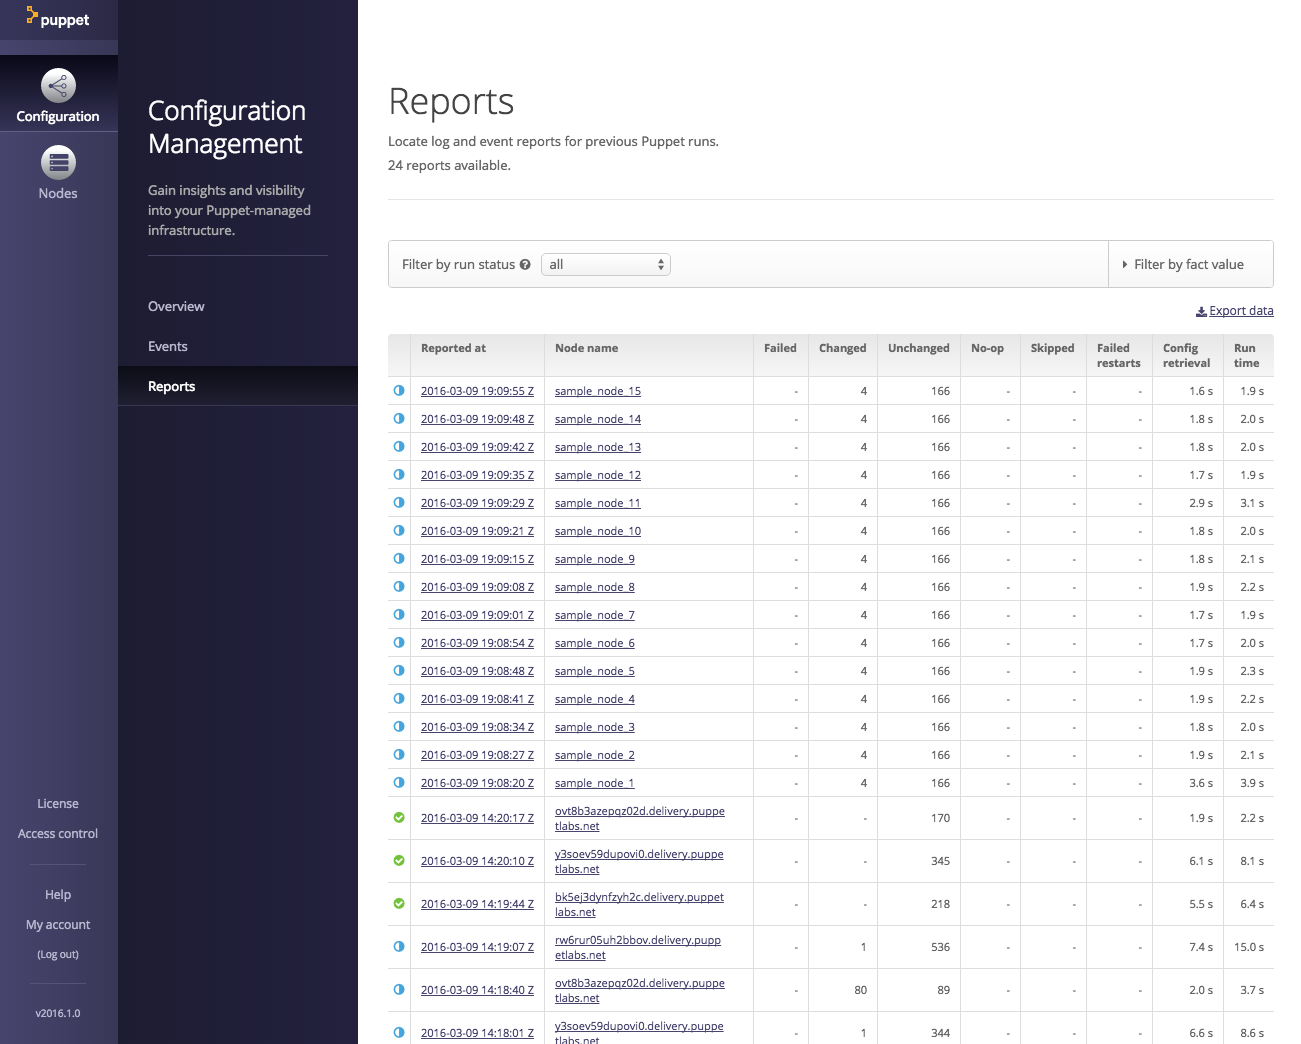 puppet
Configuration
Nodes
License
Access control
Help
My account
(Log out)
v2016.1.0
Configuration
Management
Gain insights and visibility
into your Puppet-managed
infrastructure.
Overview
Events
Reports
Reports
Locate log and event reports for previous Puppet runs.
24 reports available.
Filter by run status ? all Filter by fact value
Export data
Reported at Node name Failed Changed Unchanged No-op Skipped Failed restarts Config retrieval Run time
2016-03-09 19:09:55 Z sample_node_15 - 4 166 - - - 1.6 s 1.9 s
2016-03-09 19:09:48 Z sample_node_14 - 4 166 - - - 1.8 s 2.0 s
2016-03-09 19:09:42 Z sample_node_13 - 4 166 - - - 1.8 s 2.0 s
2016-03-09 19:09:35 Z sample_node_12 - 4 166 - - - 1.7 s 1.9 s
2016-03-09 19:09:29 Z sample_node_11 - 4 166 - - - 2.9 s 3.1 s
2016-03-09 19:09:21 Z sample_node_10 - 4 166 - - - 1.8 s 2.0 s
2016-03-09 19:09:15 Z sample_node_9 - 4 166 - - - 1.8 s 2.1 s
2016-03-09 19:09:08 Z sample_node_8 - 4 166 - - - 1.9 s 2.2 s
2016-03-09 19:09:01 Z sample_node_7 - 4 166 - - - 1.7 s 1.9 s
2016-03-09 19:08:54 Z sample_node_6 - 4 166 - - - 1.7 s 2.0 s
2016-03-09 19:08:48 Z sample_node_5 - 4 166 - - - 1.9 s 2.3 s
2016-03-09 19:08:41 Z sample_node_4 - 4 166 - - - 1.9 s 2.2 s
2016-03-09 19:08:34 Z sample_node_3 - 4 166 - - - 1.8 s 2.0 s
2016-03-09 19:08:27 Z sample_node_2 - 4 166 - - - 1.9 s 2.1 s
2016-03-09 19:08:20 Z sample_node_1 - 4 166 - - - 3.6 s 3.9 s
2016-03-09 14:20:17 Z ovt8b3azepqz02d.delivery.puppe
tlabs.net - - 170 - - - 1.9 s 2.2 s
2016-03-09 14:20:10 Z y3soev59dupovi0.delivery.puppe
tlabs.net - - 345 - - - 6.1 s 8.1 s
2016-03-09 14:19:44 Z bk5ej3dynfzyh2c.delivery.puppet
labs.net - - 218 - - - 5.5 s 6.4 s
2016-03-09 14:19:07 Z rw6rur05uh2bbov.delivery.pupp
etlabs.net - 1 536 - - - 7.4 s 15.0 s
2016-03-09 14:18:40 Z ovt8b3azepqz02d.delivery.puppe
tlabs.net - 80 89 - - - 2.0 s 3.7 s
2016-03-09 14:18:01 Z y3soev59dupovi0.delivery.puppe
tlabs.net - 1 344 - - - 6.6 s 8.6 s